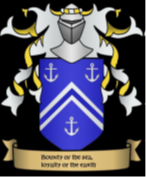 Bounty of the sea,
loyalty of the earth